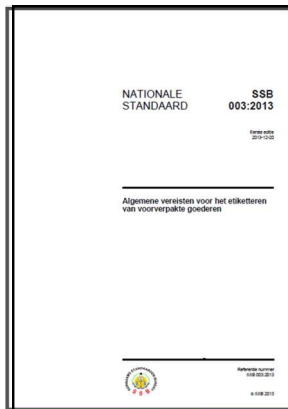 NATIONALE SSB
STANDAARD 003:2013
Eerste editie
2013-12-20
Algemene vereisten voor het etiketteren
van voorverpakte goederen
Referentie nummer
SSB 003:2013
© SSB 2013